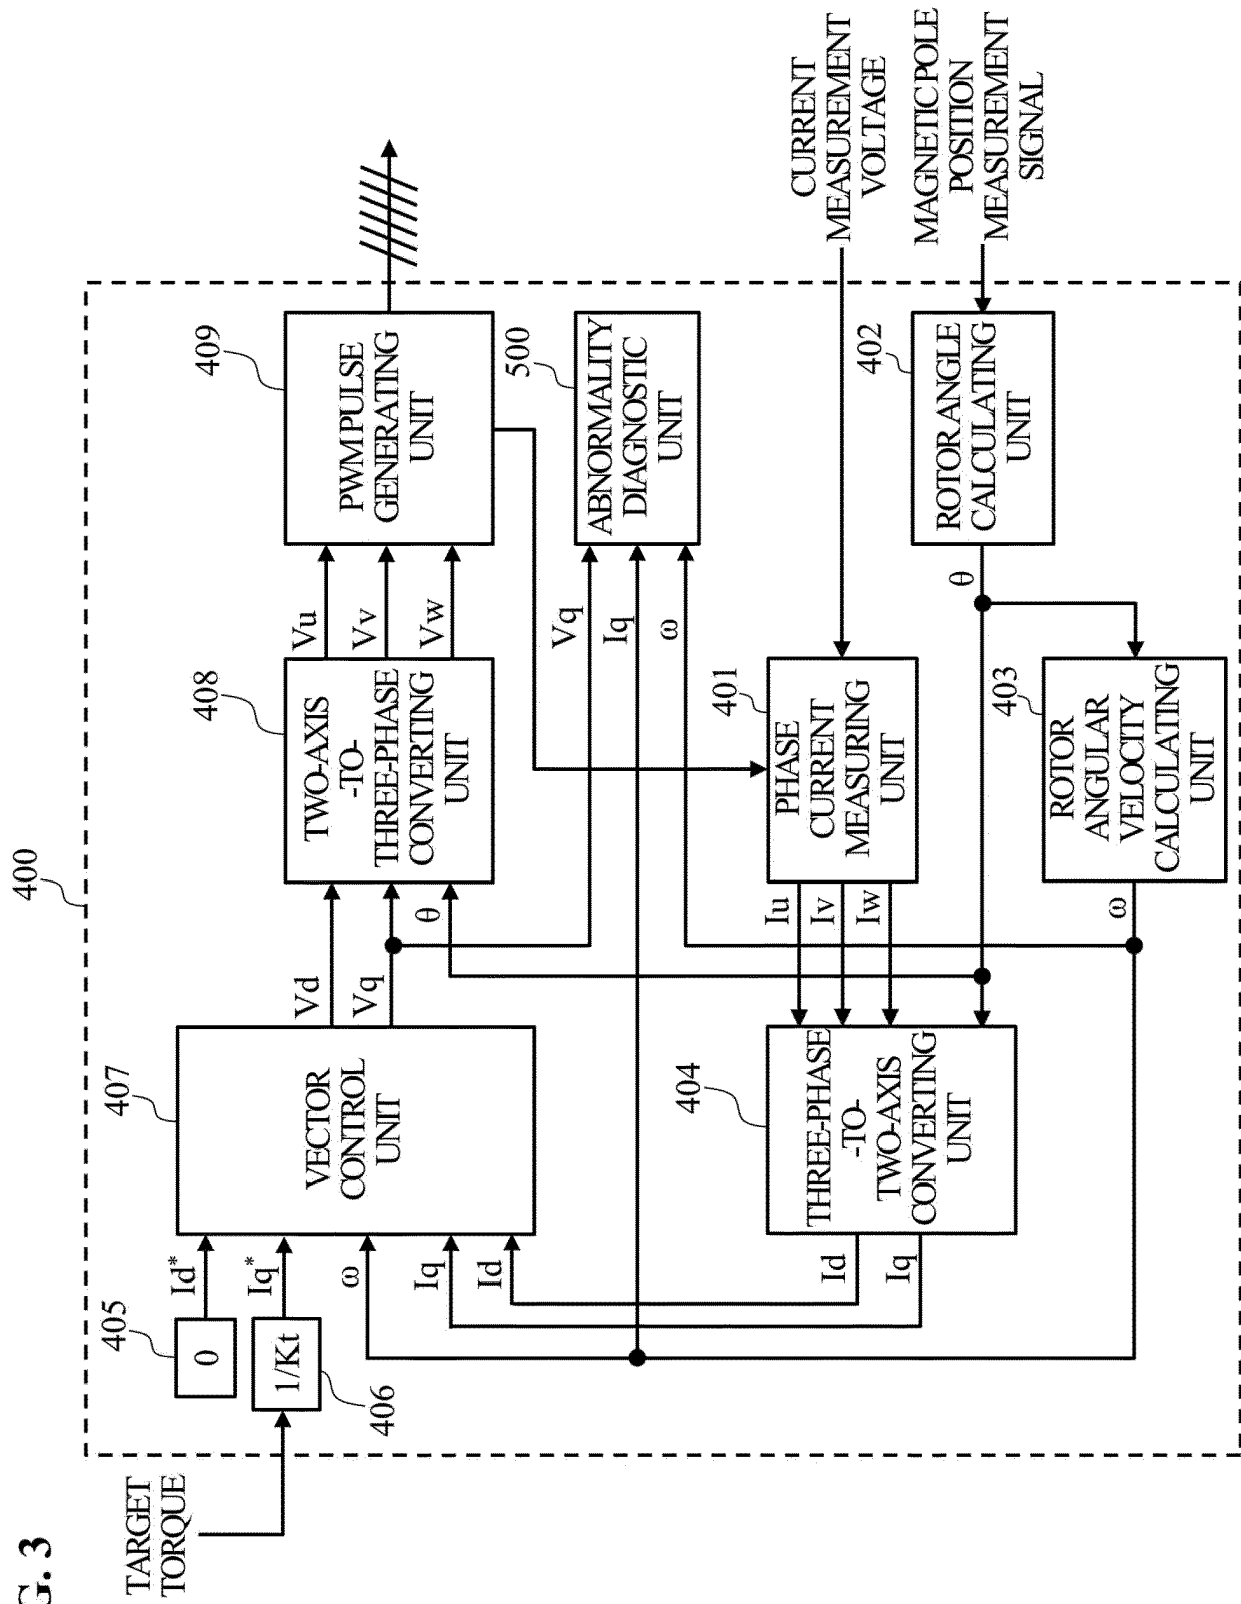 G. 3
TARGET
TORQUE
400
405
0
Id*
406
1/Kt
Iq*
ω
Iq
Id
407
VECTOR
CONTROL
UNIT
Vd
Vq
θ
408
TWO-AXIS
-TO-
THREE-PHASE
CONVERTING
UNIT
Vu
Vv
Vw
409
PWM PULSE
GENERATING
UNIT
Vq
Iq
ω
500
ABNORMALITY
DIAGNOSTIC
UNIT
Id
Iq
404
THREE-PHASE
-TO-
TWO-AXIS
CONVERTING
UNIT
Iu
Iv
Iw
401
PHASE
CURRENT
MEASURING
UNIT
CURRENT
MEASUREMENT
VOLTAGE
ω
403
ROTOR
ANGULAR
VELOCITY
CALCULATING
UNIT
θ
402
ROTOR ANGLE
CALCULATING
UNIT
MAGNETIC POLE
POSITION
MEASUREMENT
SIGNAL